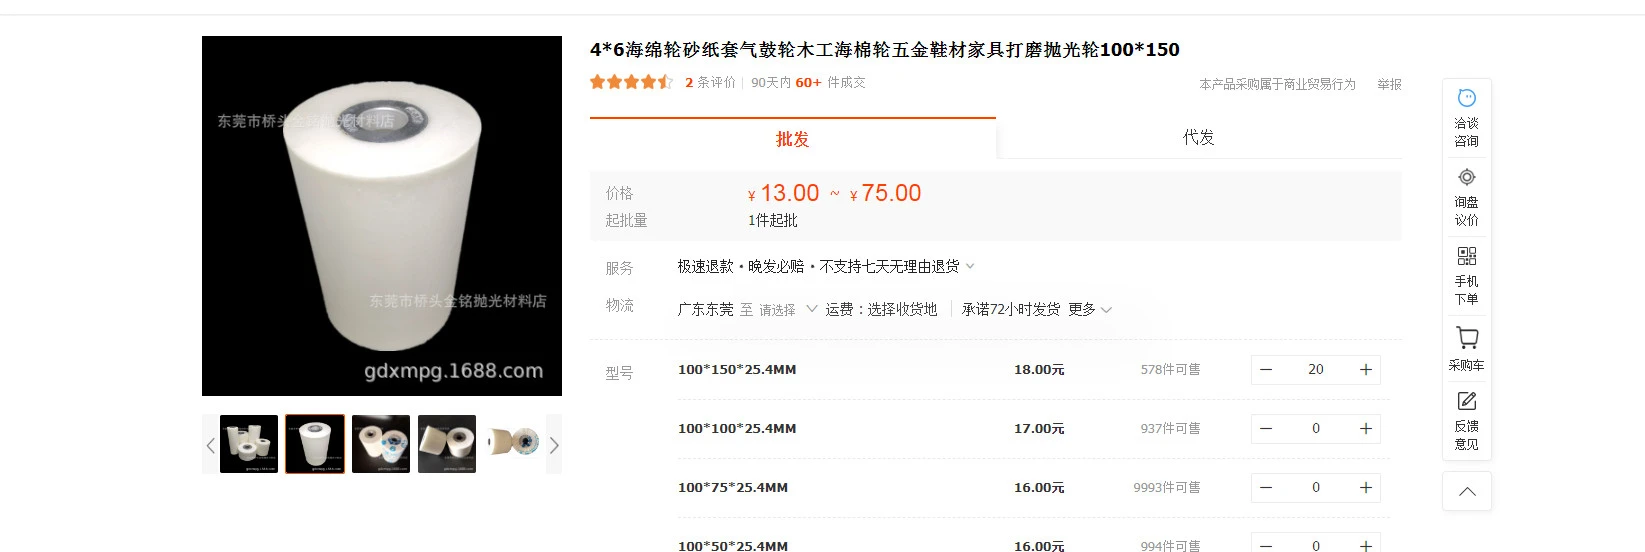 4*6海绵轮砂纸套气鼓轮木工海棉轮五金鞋材家具打磨抛光轮100*150
2 条评价 90天内 60+ 件成交
本产品采购属于商业贸易行为 举报
批发 代发
价格 ¥ 13.00 ~ ¥ 75.00
起批量 1件起批
服务 极速退款·晚发必赔·不支持七天无理由退货
物流 广东东莞 至 请选择 运费：选择收货地 承诺72小时发货 更多
型号
100*150*25.4MM 18.00元 578件可售 20
100*100*25.4MM 17.00元 937件可售 0
100*75*25.4MM 16.00元 9993件可售 0
100*50*25.4MM 16.00元 994件可售 0
东莞市桥头金铭抛光材料店
东莞市桥头金铭抛光材料店
gdxmpg.1688.com
洽谈
咨询
询盘
议价
手机
下单
采购车
反馈
意见